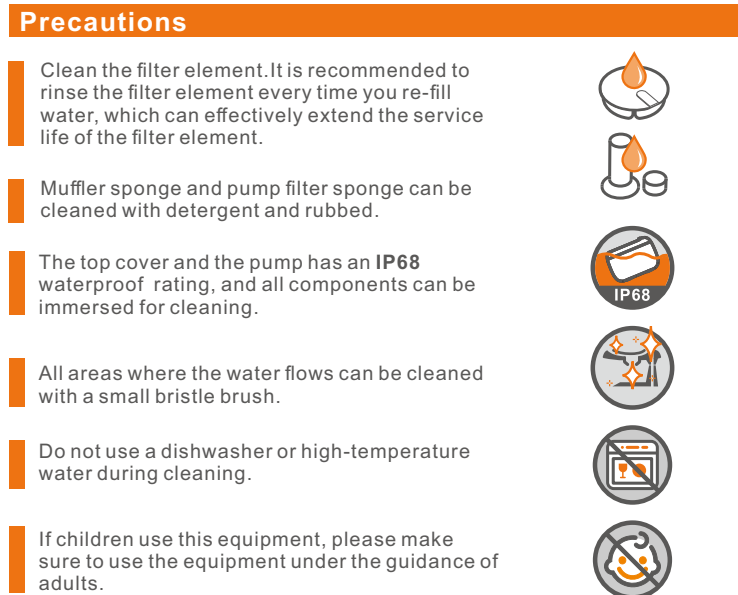 Precautions
Clean the filter element.It is recommended to
rinse the filter element every time you re-fill
water, which can effectively extend the service
life of the filter element.
Muffler sponge and pump filter sponge can be
cleaned with detergent and rubbed.
The top cover and the pump has an IP68
waterproof rating, and all components can be
immersed for cleaning.
IP68
All areas where the water flows can be cleaned
with a small bristle brush.
Do not use a dishwasher or high-temperature
water during cleaning.
If children use this equipment, please make
sure to use the equipment under the guidance of
adults.